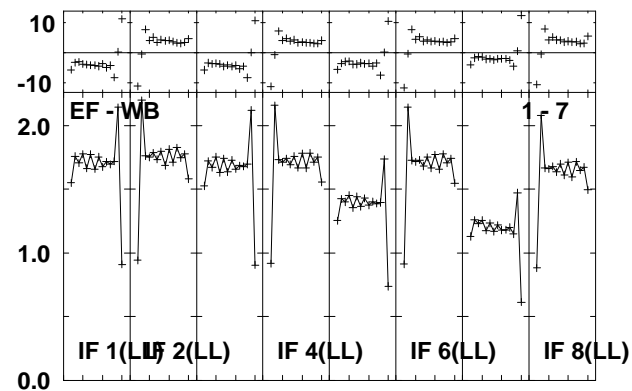 10
-10
EF - WB 1 - 7
2.0
1.0
IF 1(LL) IF 2(LL) IF 4(LL) IF 6(LL) IF 8(LL)
0.0